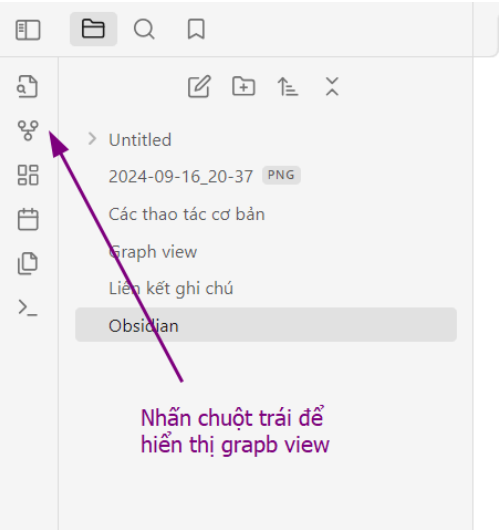 Untitled
2024-09-16_20-37 PNG
Các thao tác cơ bản
Graph view
Liên kết ghi chú
Obsidian
Nhấn chuột trái để
hiển thị grapb view